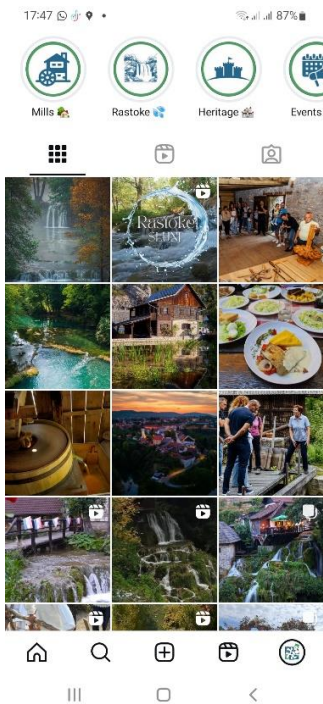 17:47
87%
Mills
Rastoke
Heritage
Events
Rastoke
SLUNJ